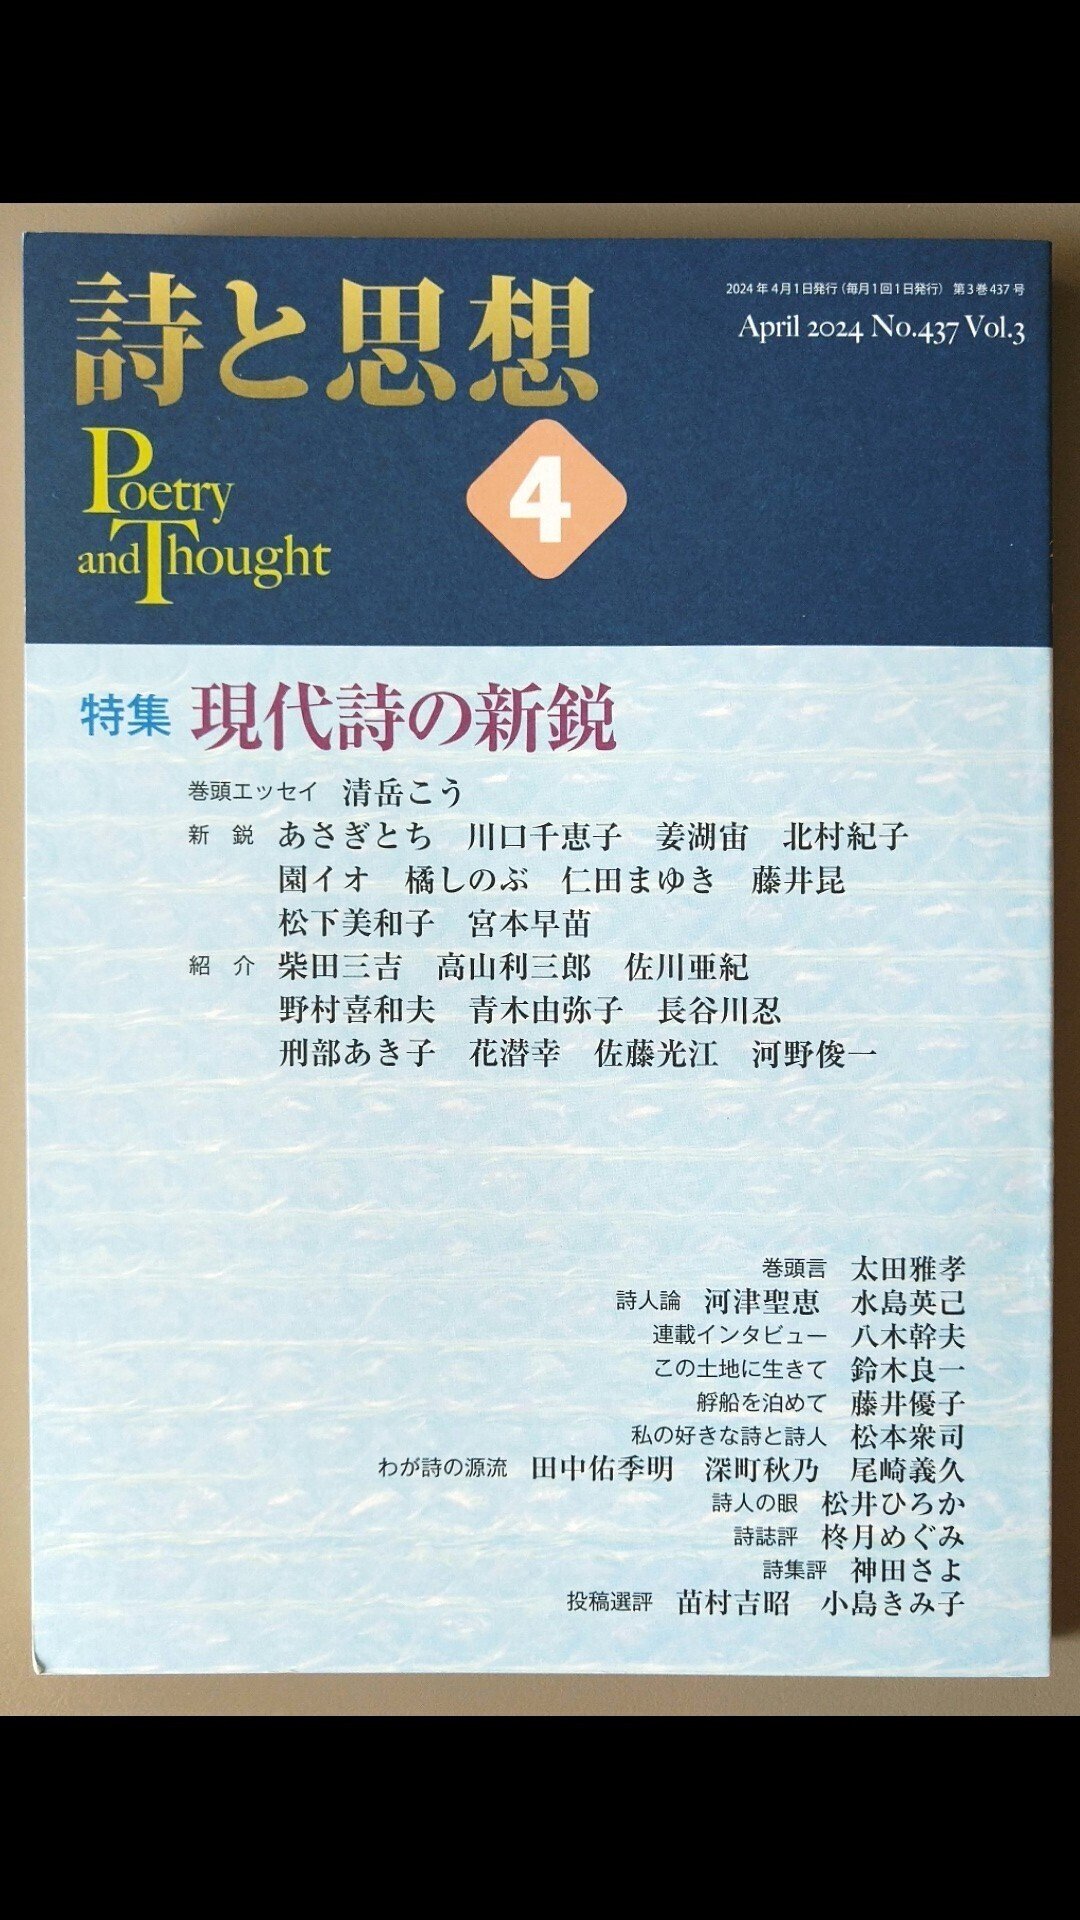 詩と思想
2024年4月1日発行（毎月1回1日発行） 第3巻437号
April 2024 No.437 Vol.3
Poetry
and Thought
4
特集 現代詩の新鋭
巻頭エッセイ 清岳こう
新 鋭 あさぎとち 川口千恵子 姜湖宙 北村紀子
園イオ 橘しのぶ 仁田まゆき 藤井昆
松下美和子 宮本早苗
紹 介 柴田三吉 高山利三郎 佐川亜紀
野村喜和夫 青木由弥子 長谷川忍
刑部あき子 花潜幸 佐藤光江 河野俊一
巻頭言 太田雅孝
詩人論 河津聖恵 水島英己
連載インタビュー 八木幹夫
この土地に生きて 鈴木良一
艀船を泊めて 藤井優子
私の好きな詩と詩人 松本衆司
わが詩の源流 田中佑季明 深町秋乃 尾崎義久
詩人の眼 松井ひろか
詩誌評 柊月めぐみ
詩集評 神田さよ
投稿選評 苗村吉昭 小島きみ子